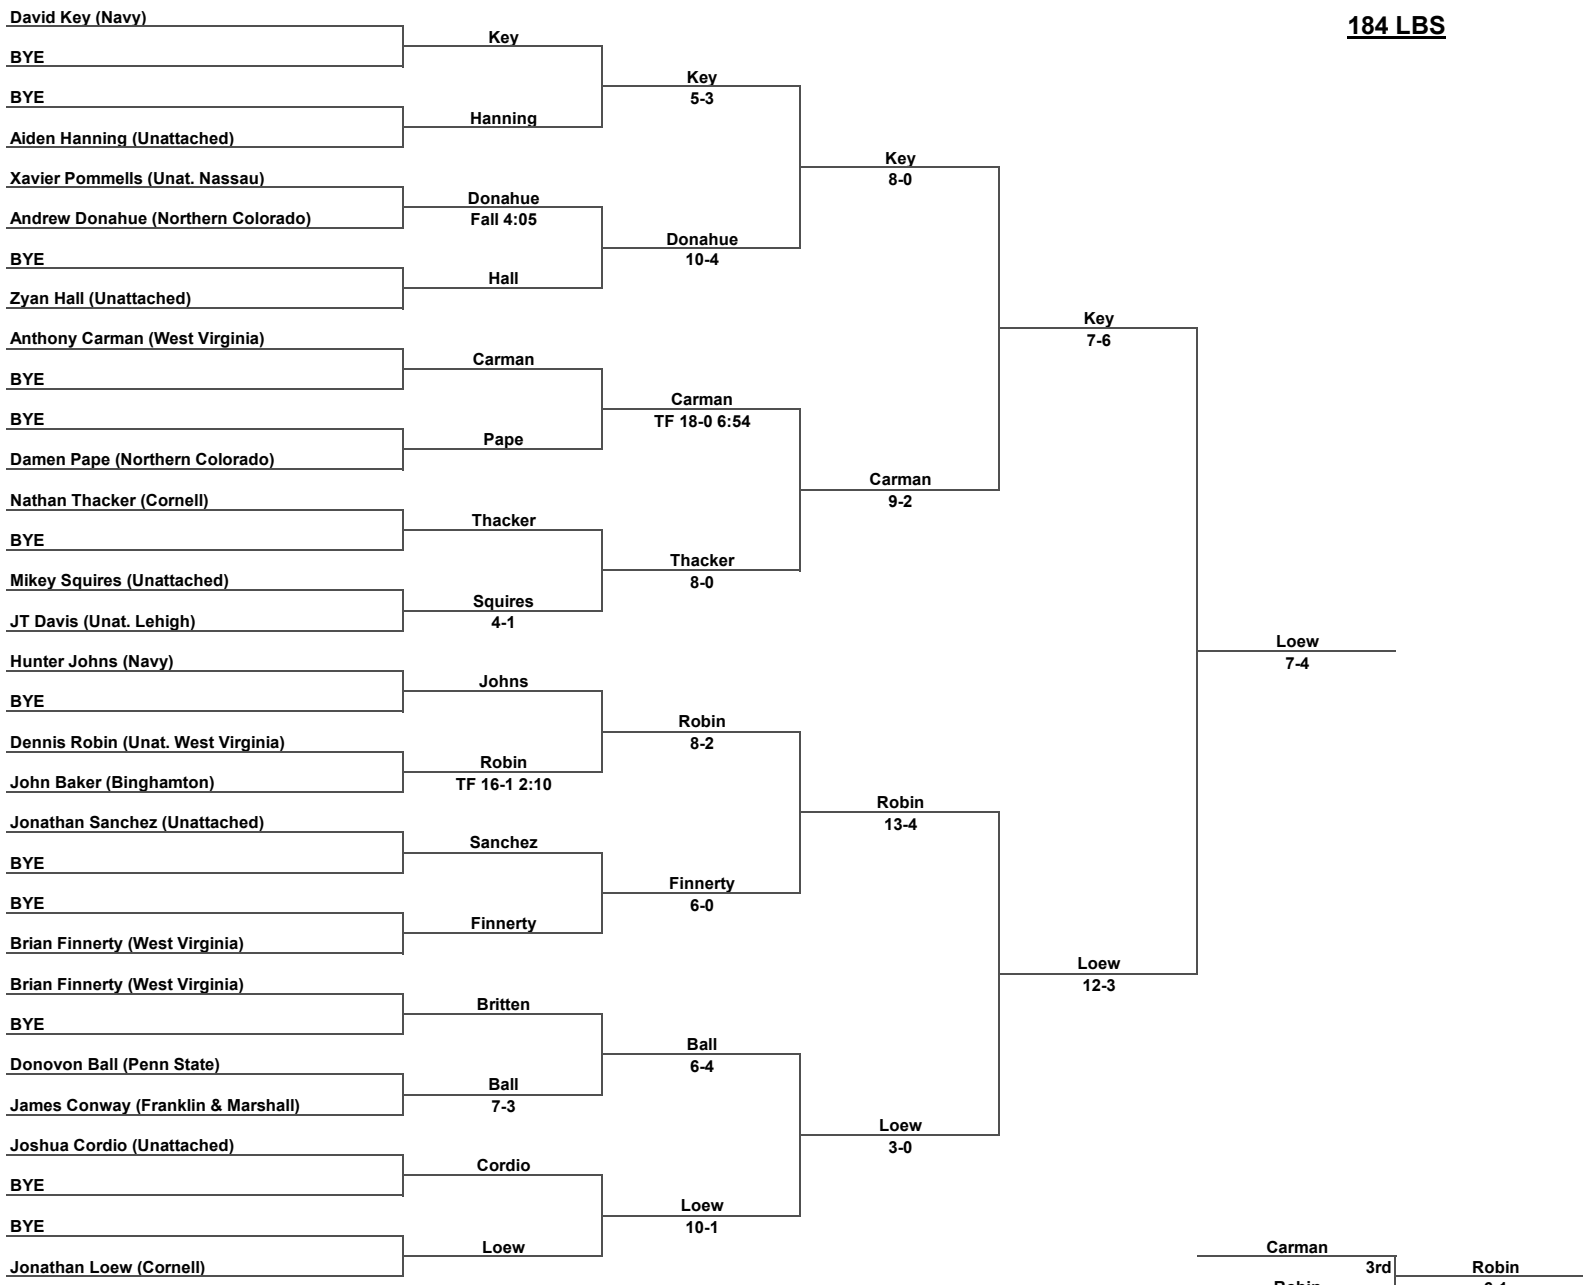 184 LBS
David Key (Navy)
BYE
BYE
Aiden Hanning (Unattached)
Xavier Pommells (Unat. Nassau)
Andrew Donahue (Northern Colorado)
BYE
Zyan Hall (Unattached)
Anthony Carman (West Virginia)
BYE
BYE
Damen Pape (Northern Colorado)
Nathan Thacker (Cornell)
BYE
Mikey Squires (Unattached)
JT Davis (Unat. Lehigh)
Hunter Johns (Navy)
BYE
Dennis Robin (Unat. West Virginia)
John Baker (Binghamton)
Jonathan Sanchez (Unattached)
BYE
BYE
Brian Finnerty (West Virginia)
Brian Finnerty (West Virginia)
BYE
Donovon Ball (Penn State)
James Conway (Franklin & Marshall)
Joshua Cordio (Unattached)
BYE
BYE
Jonathan Loew (Cornell)
Key
Hanning
Donahue
Fall 4:05
Hall
Carman
Pape
Thacker
Squires
4-1
Johns
Robin
TF 16-1 2:10
Sanchez
Finnerty
Britten
Ball
7-3
Cordio
Loew
Key
5-3
Donahue
10-4
Carman
TF 18-0 6:54
Thacker
8-0
Robin
8-2
Finnerty
6-0
Ball
6-4
Loew
10-1
Key
8-0
Carman
9-2
Robin
13-4
Loew
3-0
Key
7-6
Loew
12-3
Loew
7-4
Carman
3rd
Robin
Robin